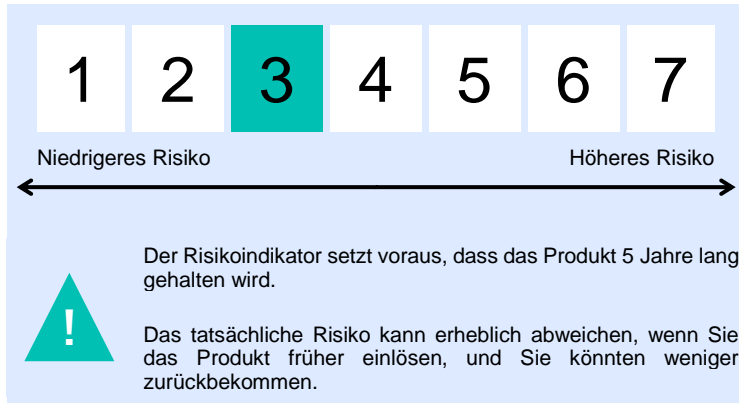 1 2 3 4 5 6 7
Niedrigeres Risiko Höheres Risiko
Der Risikoindikator setzt voraus, dass das Produkt 5 Jahre lang
gehalten wird.
!
Das tatsächliche Risiko kann erheblich abweichen, wenn Sie
das Produkt früher einlösen, und Sie könnten weniger
zurückbekommen.